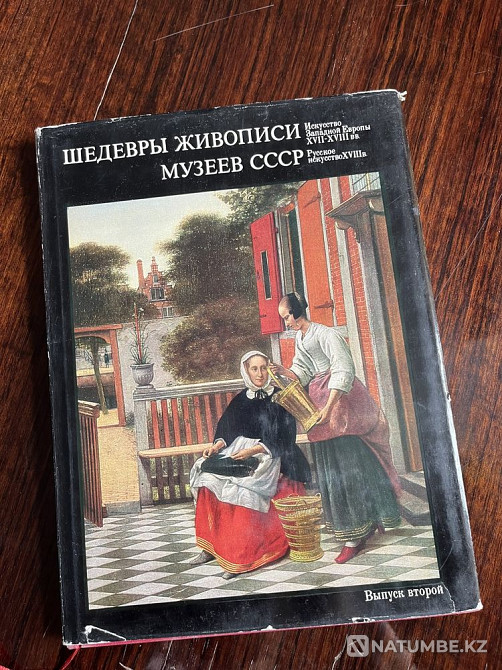 ШЕДЕВРЫ ЖИВОПИСИ
МУЗЕЕВ СССР
Искусство
Западной Европы
XVII-XVIII вв.
Русское
искусство XVIII в.
Выпуск второй
NATUMBE.KZ